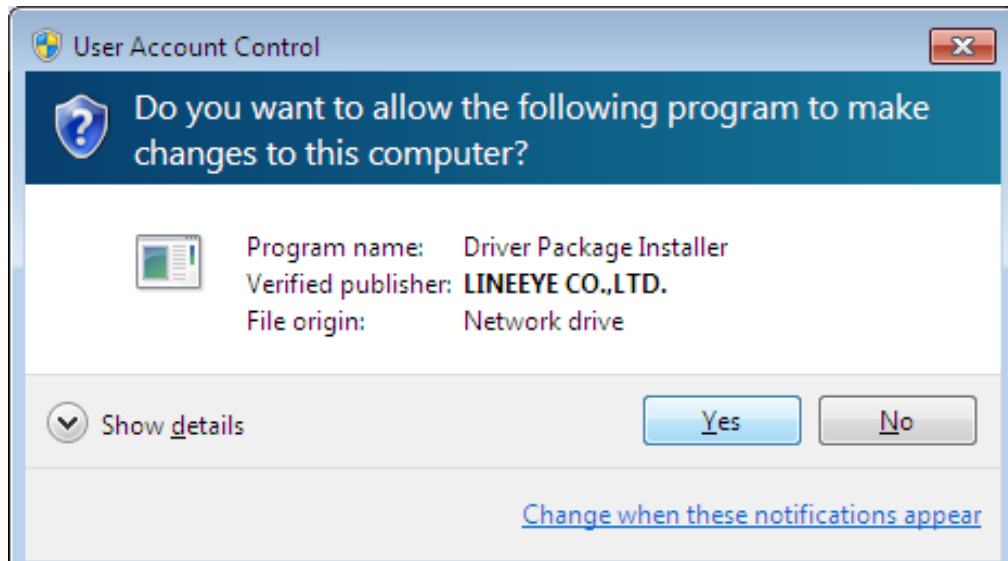 User Account Control
Do you want to allow the following program to make
changes to this computer?
Program name: Driver Package Installer
Verified publisher: LINEEYE CO.,LTD.
File origin: Network drive
Show details
Yes
No
Change when these notifications appear